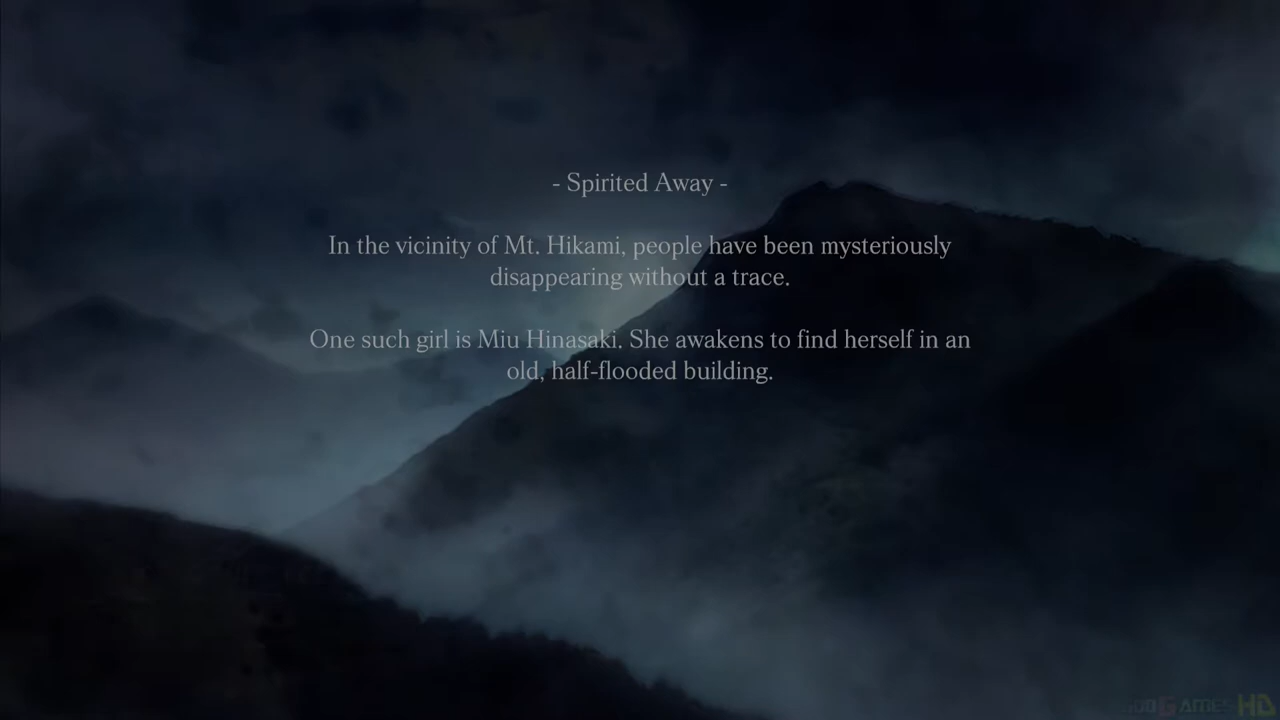 - Spirited Away -
In the vicinity of Mt. Hikami, people have been mysteriously
disappearing without a trace.
One such girl is Miu Hinasaki. She awakens to find herself in an
old, half-flooded building.